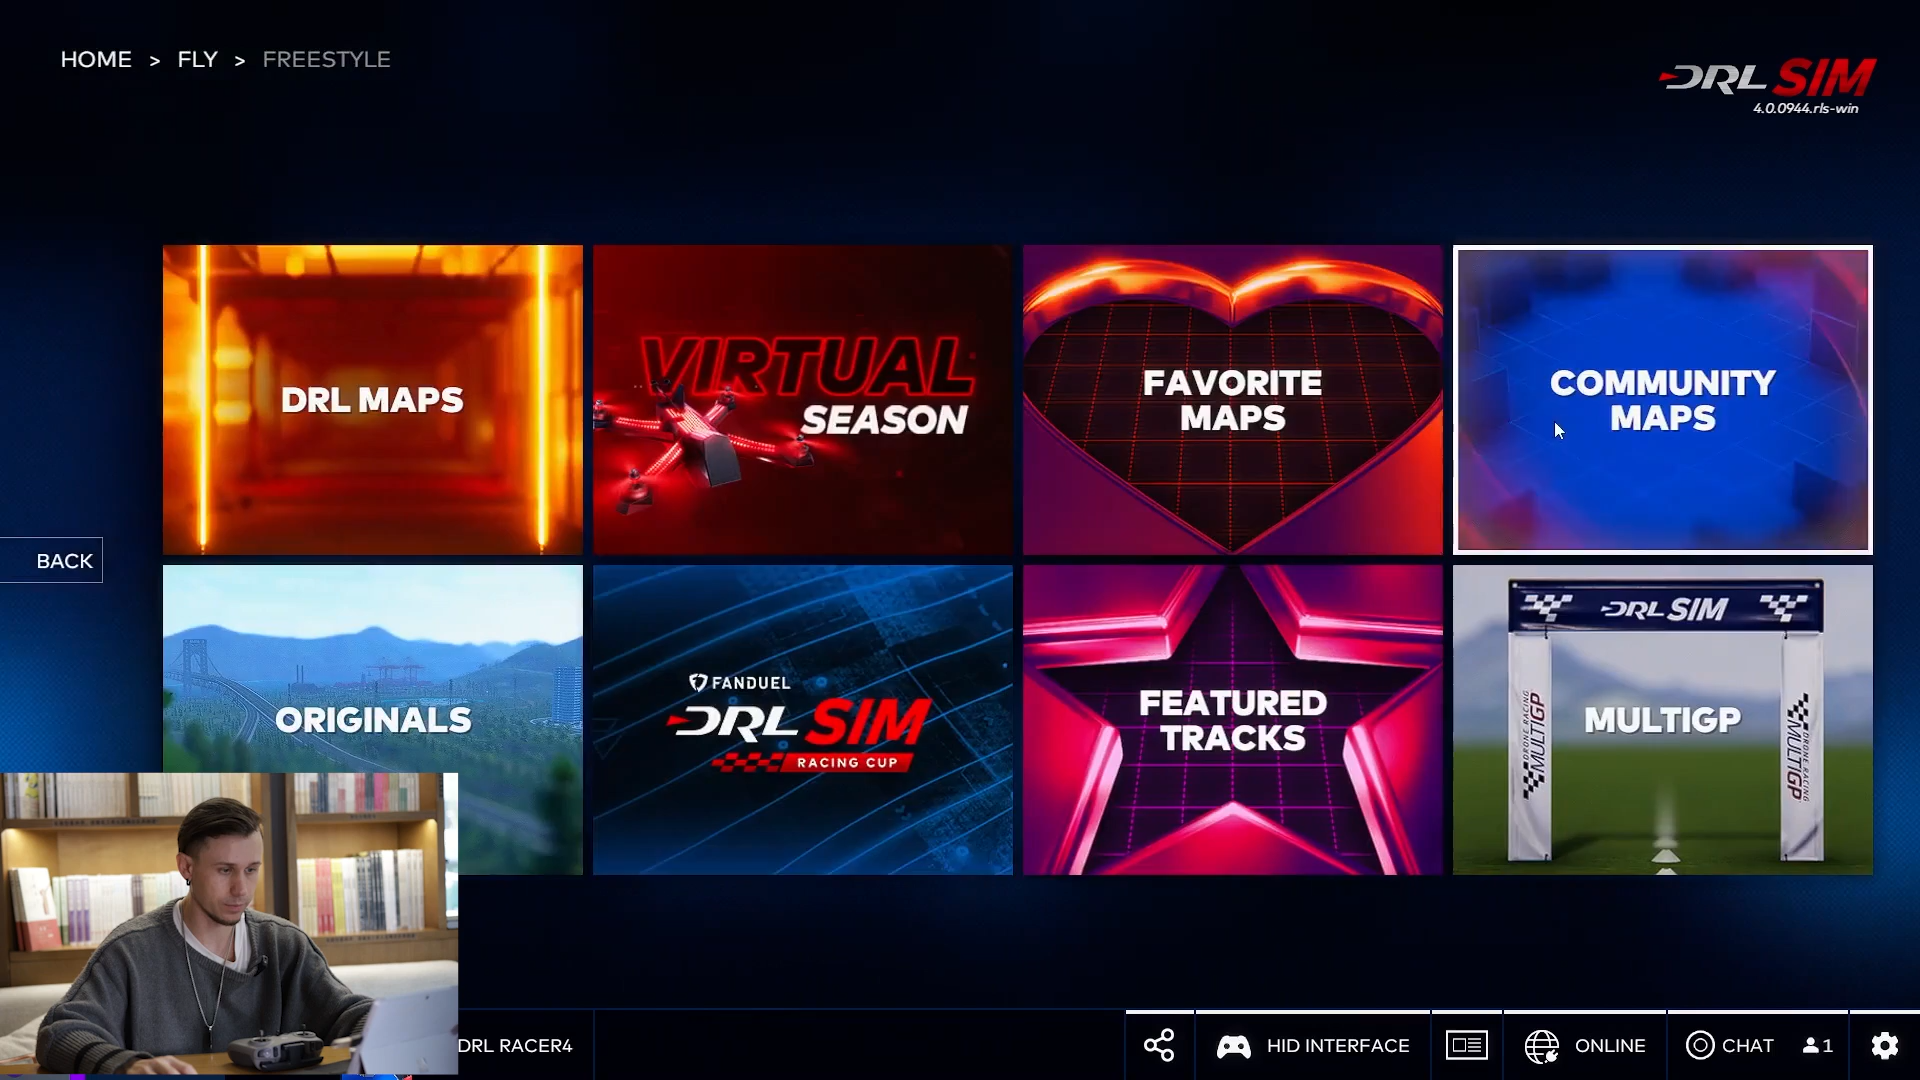 HOME > FLY > FREESTYLE
DRL SIM
4.0.0944.rls-win
DRL MAPS
VIRTUAL
SEASON
FAVORITE
MAPS
COMMUNITY
MAPS
BACK
ORIGINALS
FANDUEL
DRL SIM
RACING CUP
FEATURED
TRACKS
DRL SIM
MULTIGP
DRONE RACING
MULTIGP
DRONE RACING
MULTIGP
DRL RACER4
HID INTERFACE
ONLINE
CHAT
1